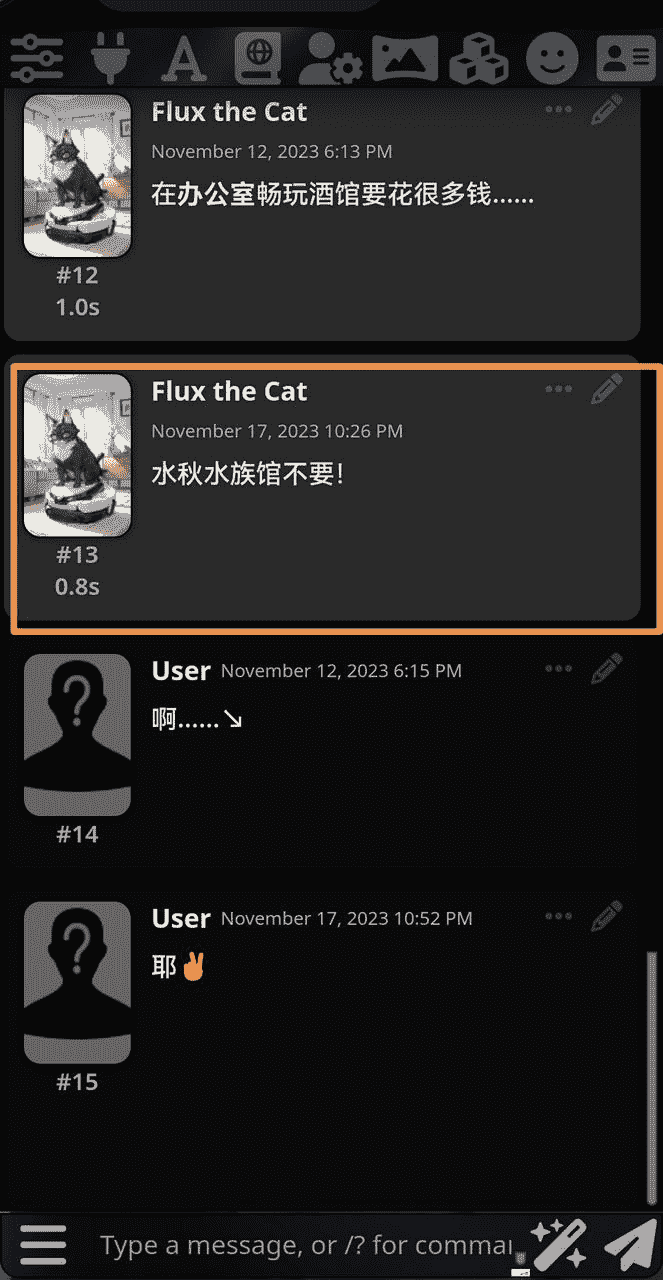 Flux the Cat
November 12, 2023 6:13 PM
在办公室畅玩酒馆要花很多钱……
#12
1.0s
Flux the Cat
November 17, 2023 10:26 PM
水秋水族馆不要！
#13
0.8s
User November 12, 2023 6:15 PM
啊……↘
#14
User November 17, 2023 10:52 PM
耶✌
#15
Type a message, or /? for comma